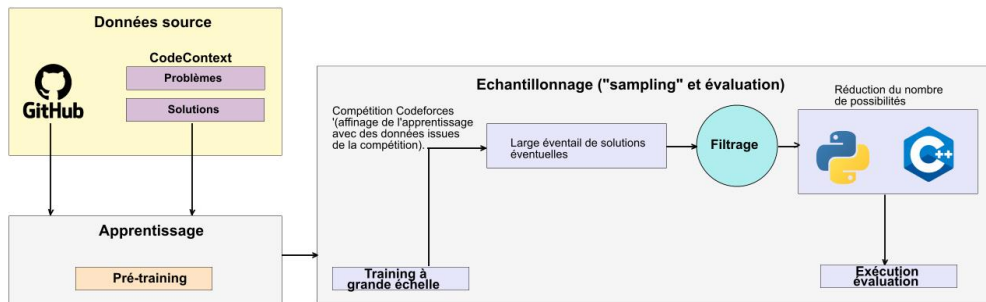 Données source
GitHub
CodeContext
Problèmes
Solutions
Apprentissage
Pré-training
Echantillonnage ("sampling" et évaluation)
Compétition Codeforces
'(affinage de l'apprentissage
avec des données issues
de la compétition).
Training à
grande échelle
Large éventail de solutions
éventuelles
Filtrage
Réduction du nombre
de possibilités
C++
Exécution
évaluation